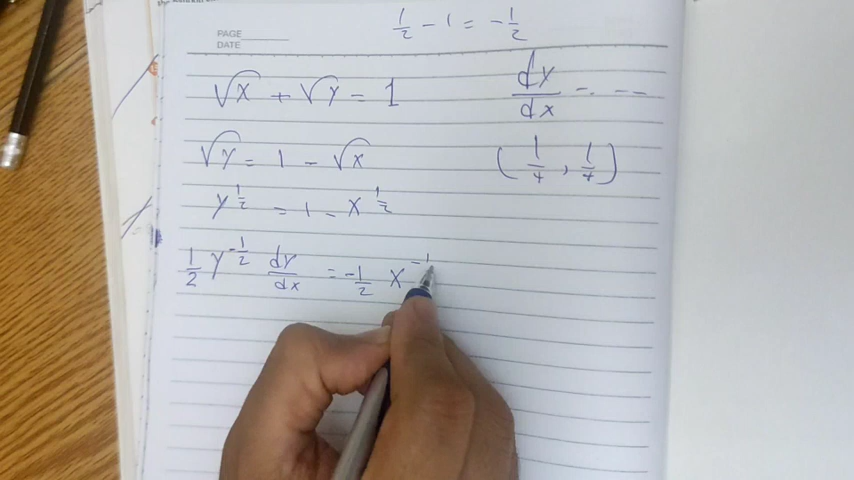 1/2 - 1 = -1/2
PAGE
DATE
√x + √y = 1
dy/dx = - --
√y = 1 - √x
(1/4, 1/4)
y^1/2 = 1 - x^1/2
1/2 y^-1/2 dy/dx = -1/2 x^-1